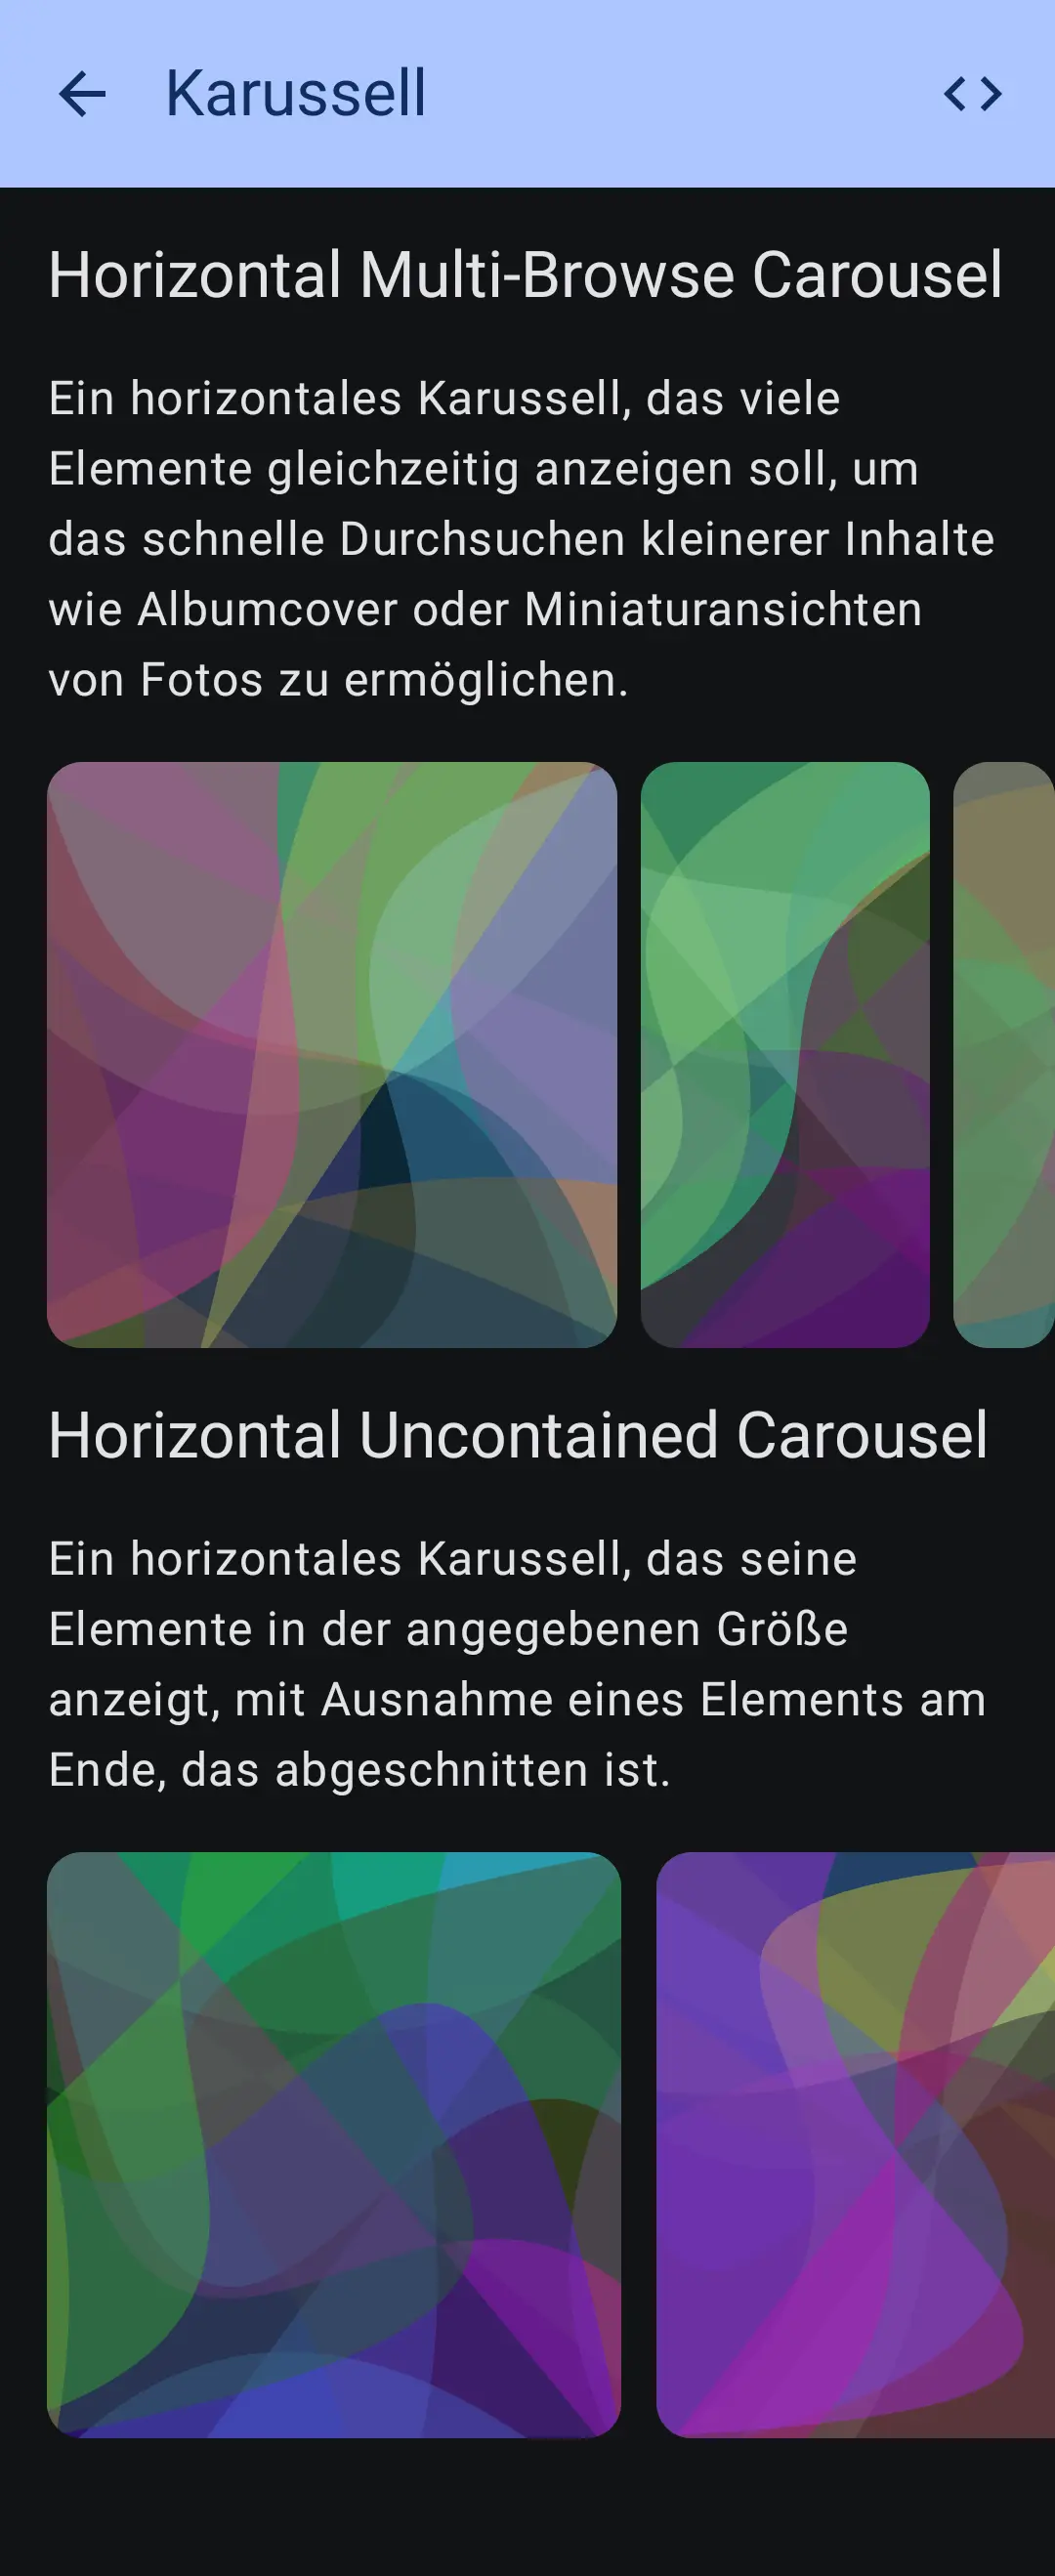 Karussell
Horizontal Multi-Browse Carousel
Ein horizontales Karussell, das viele
Elemente gleichzeitig anzeigen soll, um
das schnelle Durchsuchen kleinerer Inhalte
wie Albumcover oder Miniaturansichten
von Fotos zu ermöglichen.
Horizontal Uncontained Carousel
Ein horizontales Karussell, das seine
Elemente in der angegebenen Größe
anzeigt, mit Ausnahme eines Elements am
Ende, das abgeschnitten ist.